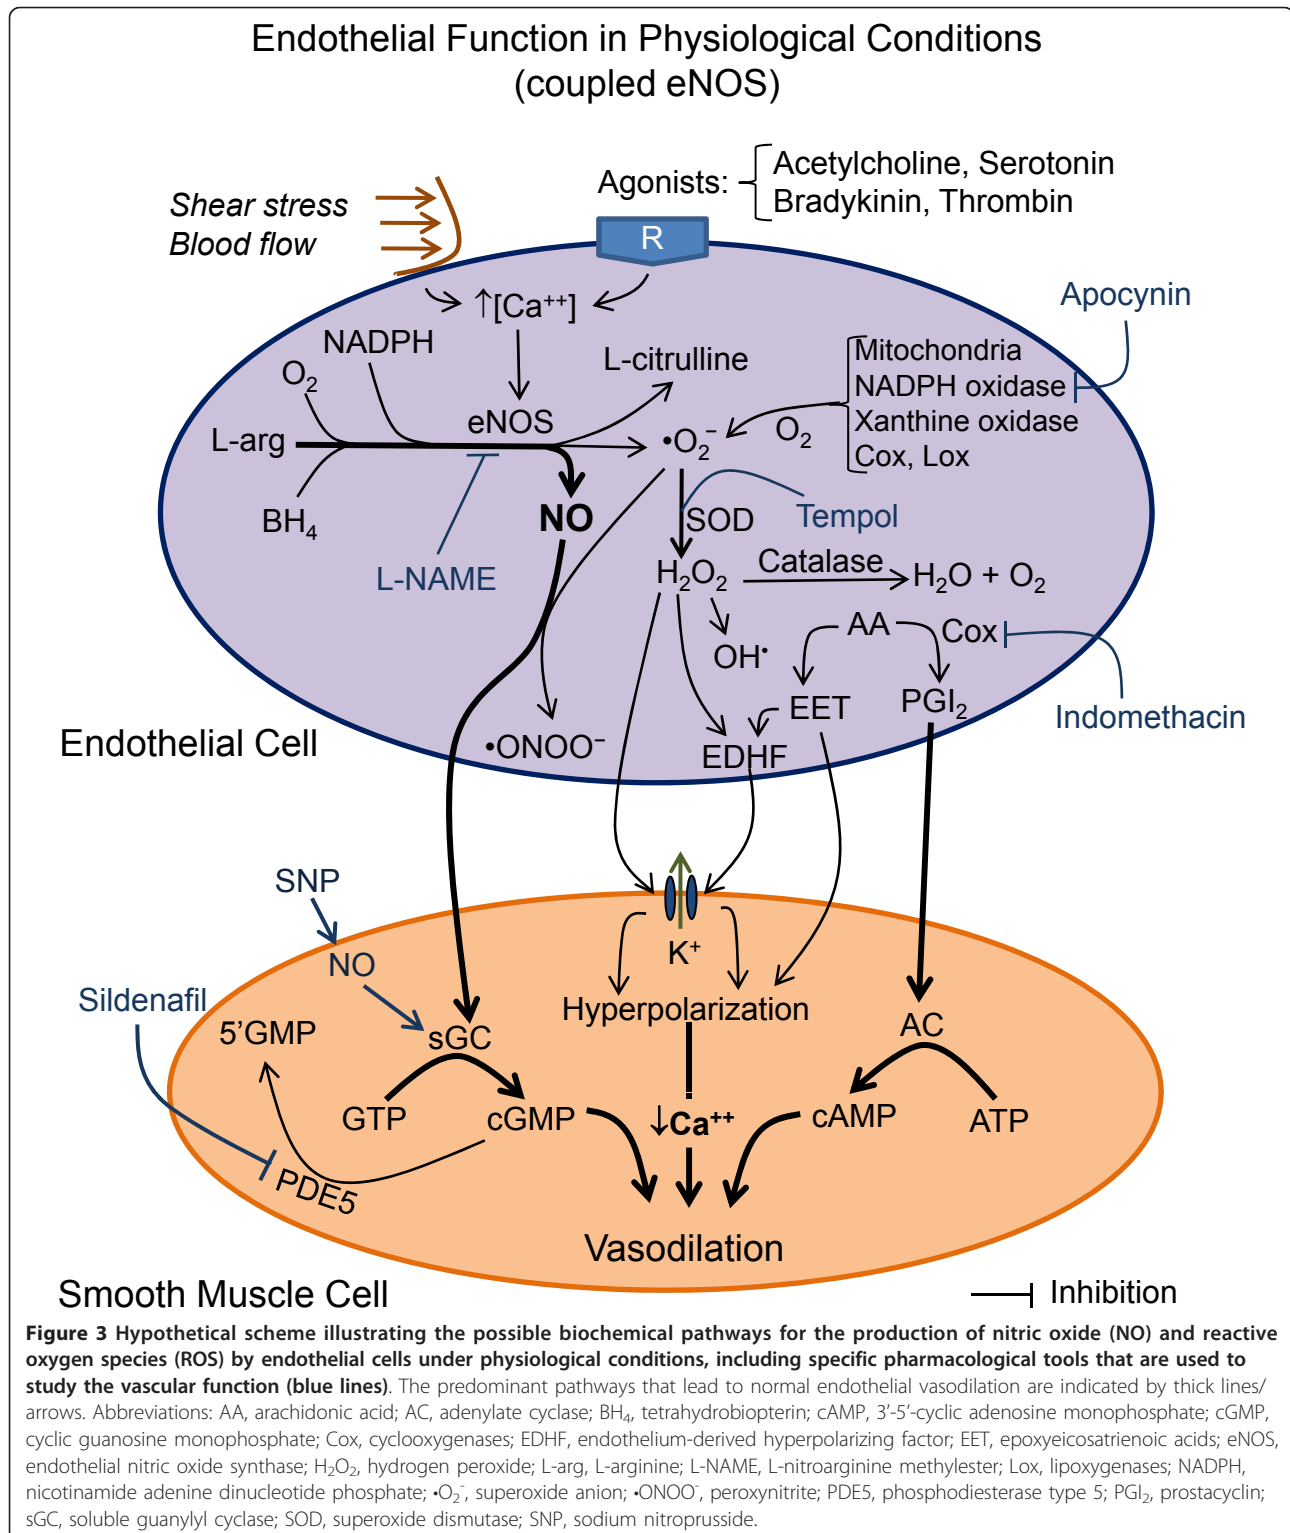 Endothelial Function in Physiological Conditions
(coupled eNOS)
Agonists:
Acetylcholine, Serotonin
Bradykinin, Thrombin
Shear stress
Blood flow
R
↑[Ca⁺⁺]
Apocynin
NADPH
O₂
L-citrulline
Mitochondria
NADPH oxidase
Xanthine oxidase
Cox, Lox
eNOS
L-arg
•O₂⁻
O₂
BH₄
NO
SOD
Tempol
L-NAME
H₂O₂
Catalase
H₂O + O₂
AA
Cox
OH•
EET
PGI₂
Indomethacin
Endothelial Cell
•ONOO⁻
EDHF
SNP
NO
K⁺
Sildenafil
5’GMP
sGC
Hyperpolarization
AC
GTP
cGMP
↓Ca⁺⁺
cAMP
ATP
PDE5
Vasodilation
Smooth Muscle Cell
Inhibition
Figure 3 Hypothetical scheme illustrating the possible biochemical pathways for the production of nitric oxide (NO) and reactive
oxygen species (ROS) by endothelial cells under physiological conditions, including specific pharmacological tools that are used to
study the vascular function (blue lines). The predominant pathways that lead to normal endothelial vasodilation are indicated by thick lines/
arrows. Abbreviations: AA, arachidonic acid; AC, adenylate cyclase; BH₄, tetrahydrobiopterin; cAMP, 3’-5’-cyclic adenosine monophosphate; cGMP,
cyclic guanosine monophosphate; Cox, cyclooxygenases; EDHF, endothelium-derived hyperpolarizing factor; EET, epoxyeicosatrienoic acids; eNOS,
endothelial nitric oxide synthase; H₂O₂, hydrogen peroxide; L-arg, L-arginine; L-NAME, L-nitroarginine methylester; Lox, lipoxygenases; NADPH,
nicotinamide adenine dinucleotide phosphate; •O₂⁻, superoxide anion; •ONOO⁻, peroxynitrite; PDE5, phosphodiesterase type 5; PGI₂, prostacyclin;
sGC, soluble guanylyl cyclase; SOD, superoxide dismutase; SNP, sodium nitroprusside.